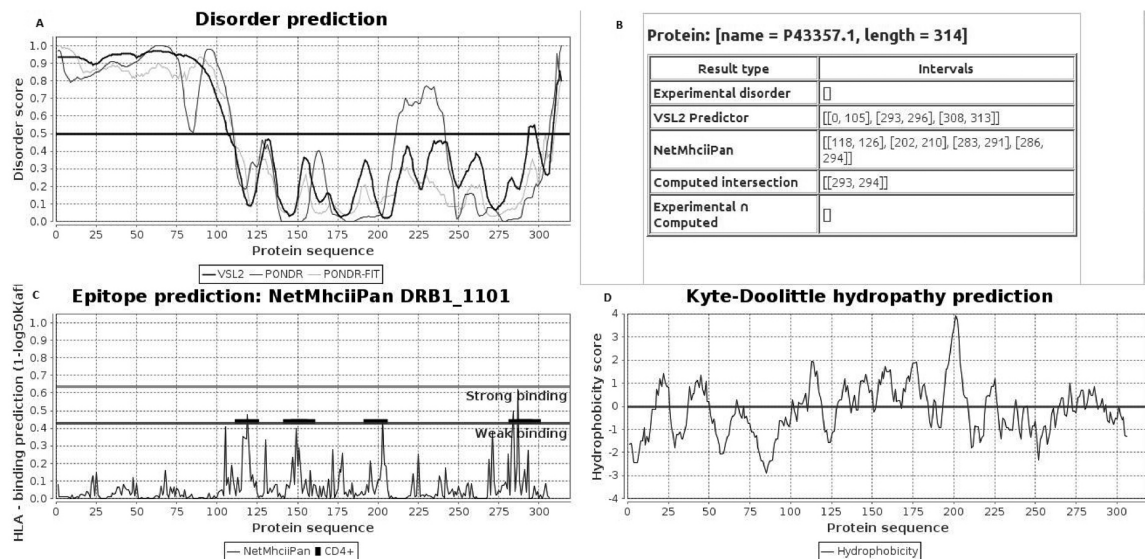 A
Disorder prediction
Disorder score
1.0
0.9
0.8
0.7
0.6
0.5
0.4
0.3
0.2
0.1
0.0
0 25 50 75 100 125 150 175 200 225 250 275 300
Protein sequence
VSL2 PONDR PONDR-FIT
B
Protein: [name = P43357.1, length = 314]
Result type Intervals
Experimental disorder []
VSL2 Predictor [[0, 105], [293, 296], [308, 313]]
NetMhciiPan [[118, 126], [202, 210], [283, 291], [286,
294]]
Computed intersection [[293, 294]]
Experimental ∩
Computed []
C
Epitope prediction: NetMhciiPan DRB1_1101
HLA - binding prediction (1-log50k(afi
1.0
0.9
0.8
0.7
0.6
0.5
0.4
0.3
0.2
0.1
0.0
Strong binding
Weak binding
0 25 50 75 100 125 150 175 200 225 250 275 300
Protein sequence
NetMhciiPan CD4+
D
Kyte-Doolittle hydropathy prediction
Hydrophobicity score
4
3
2
1
0
-1
-2
-3
-4
0 25 50 75 100 125 150 175 200 225 250 275 300
Protein sequence
Hydrophobicity